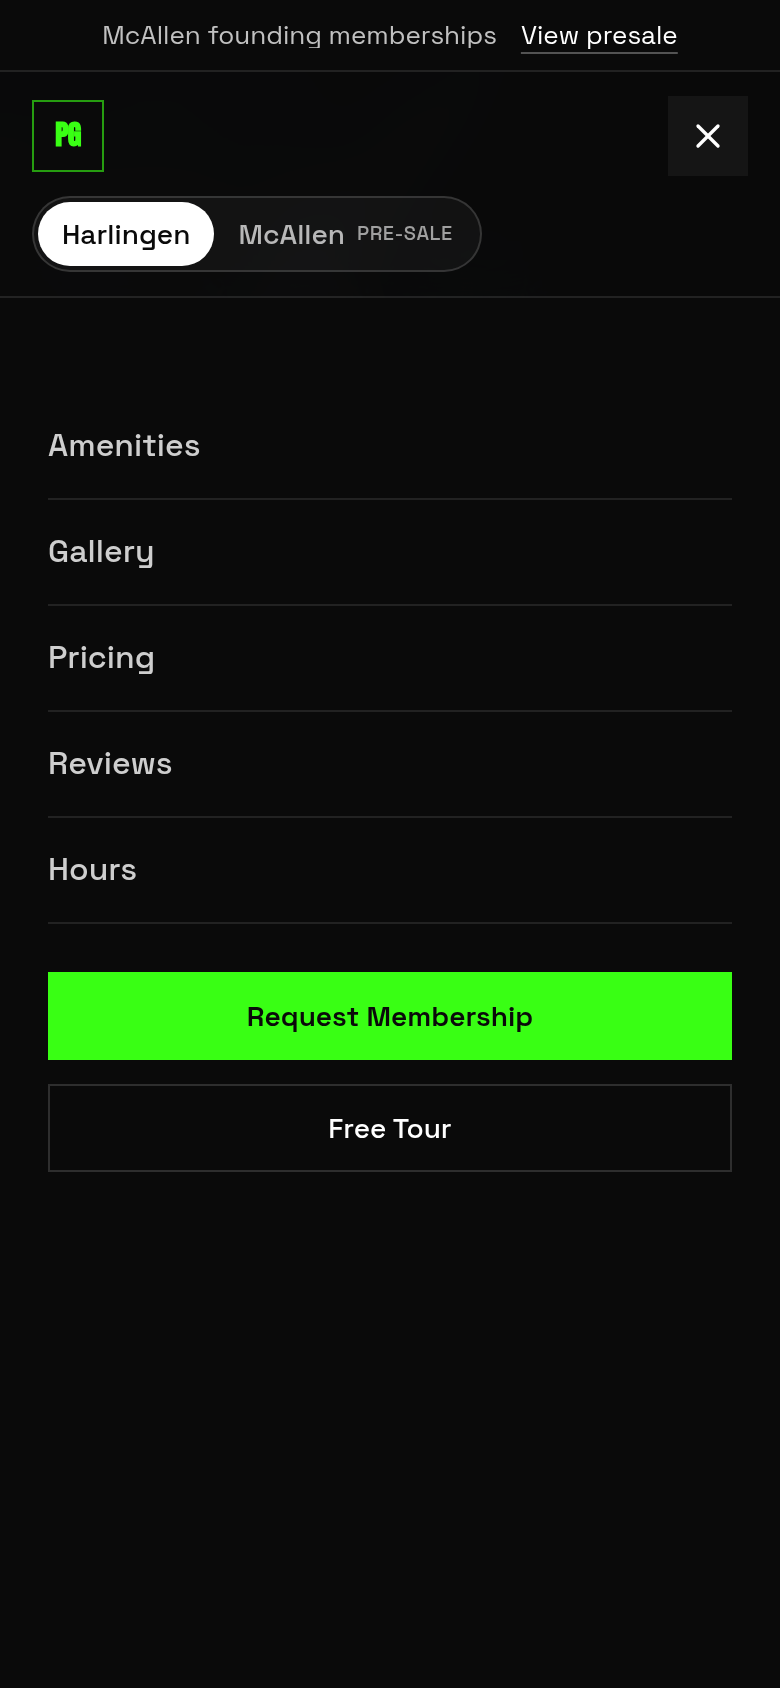 McAllen founding memberships View presale
PG
Harlingen McAllen PRE-SALE
Amenities
Gallery
Pricing
Reviews
Hours
Request Membership
Free Tour